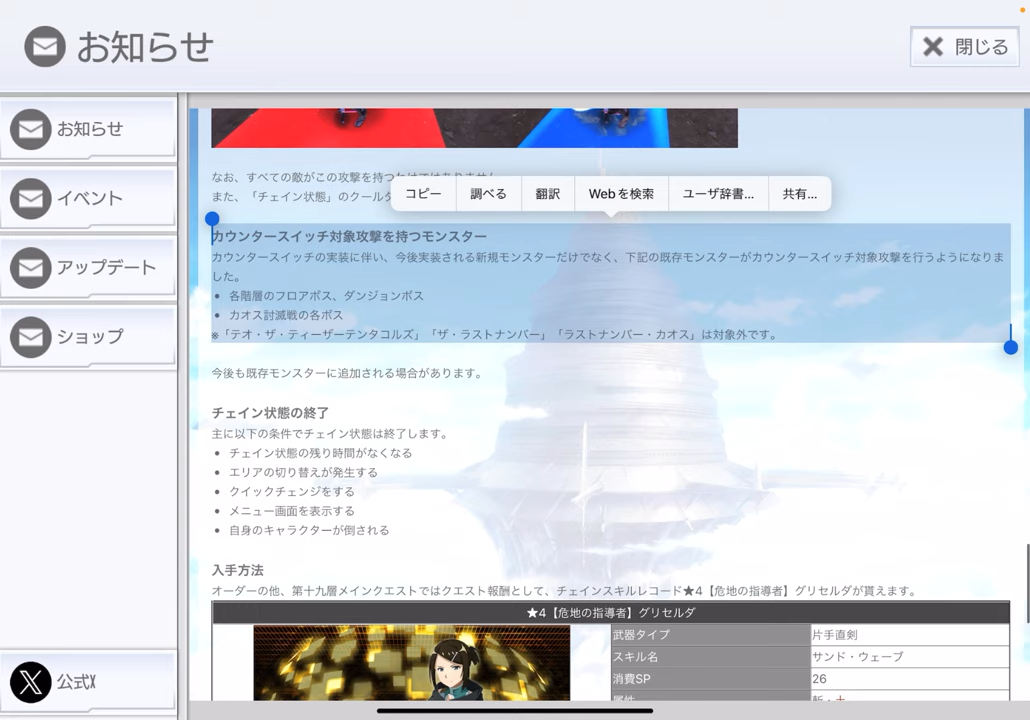 お知らせ
閉じる
お知らせ
イベント
アップデート
ショップ
公式X
なお、すべての敵がこの攻撃を持つわけではありません
また、「チェイン状態」のクールタ
コピー
調べる
翻訳
Webを検索
ユーザ辞書...
共有...
カウンタースイッチ対象攻撃を持つモンスター
カウンタースイッチの実装に伴い、今後実装される新規モンスターだけでなく、下記の既存モンスターがカウンタースイッチ対象攻撃を行うようになりま
した。
• 各階層のフロアボス、ダンジョンボス
• カオス討滅戦の各ボス
※「テオ・ザ・ティーザーテンタコルズ」「ザ・ラストナンバー」「ラストナンバー・カオス」は対象外です。
今後も既存モンスターに追加される場合があります。
チェイン状態の終了
主に以下の条件でチェイン状態は終了します。
• チェイン状態の残り時間がなくなる
• エリアの切り替えが発生する
• クイックチェンジをする
• メニュー画面を表示する
• 自身のキャラクターが倒される
入手方法
オーダーの他、第十九層メインクエストではクエスト報酬として、チェインスキルレコード★4【危地の指導者】グリセルダが貰えます。
★4【危地の指導者】グリセルダ
武器タイプ 片手直剣
スキル名 サンド・ウェーブ
消費SP 26
属性 斬・土